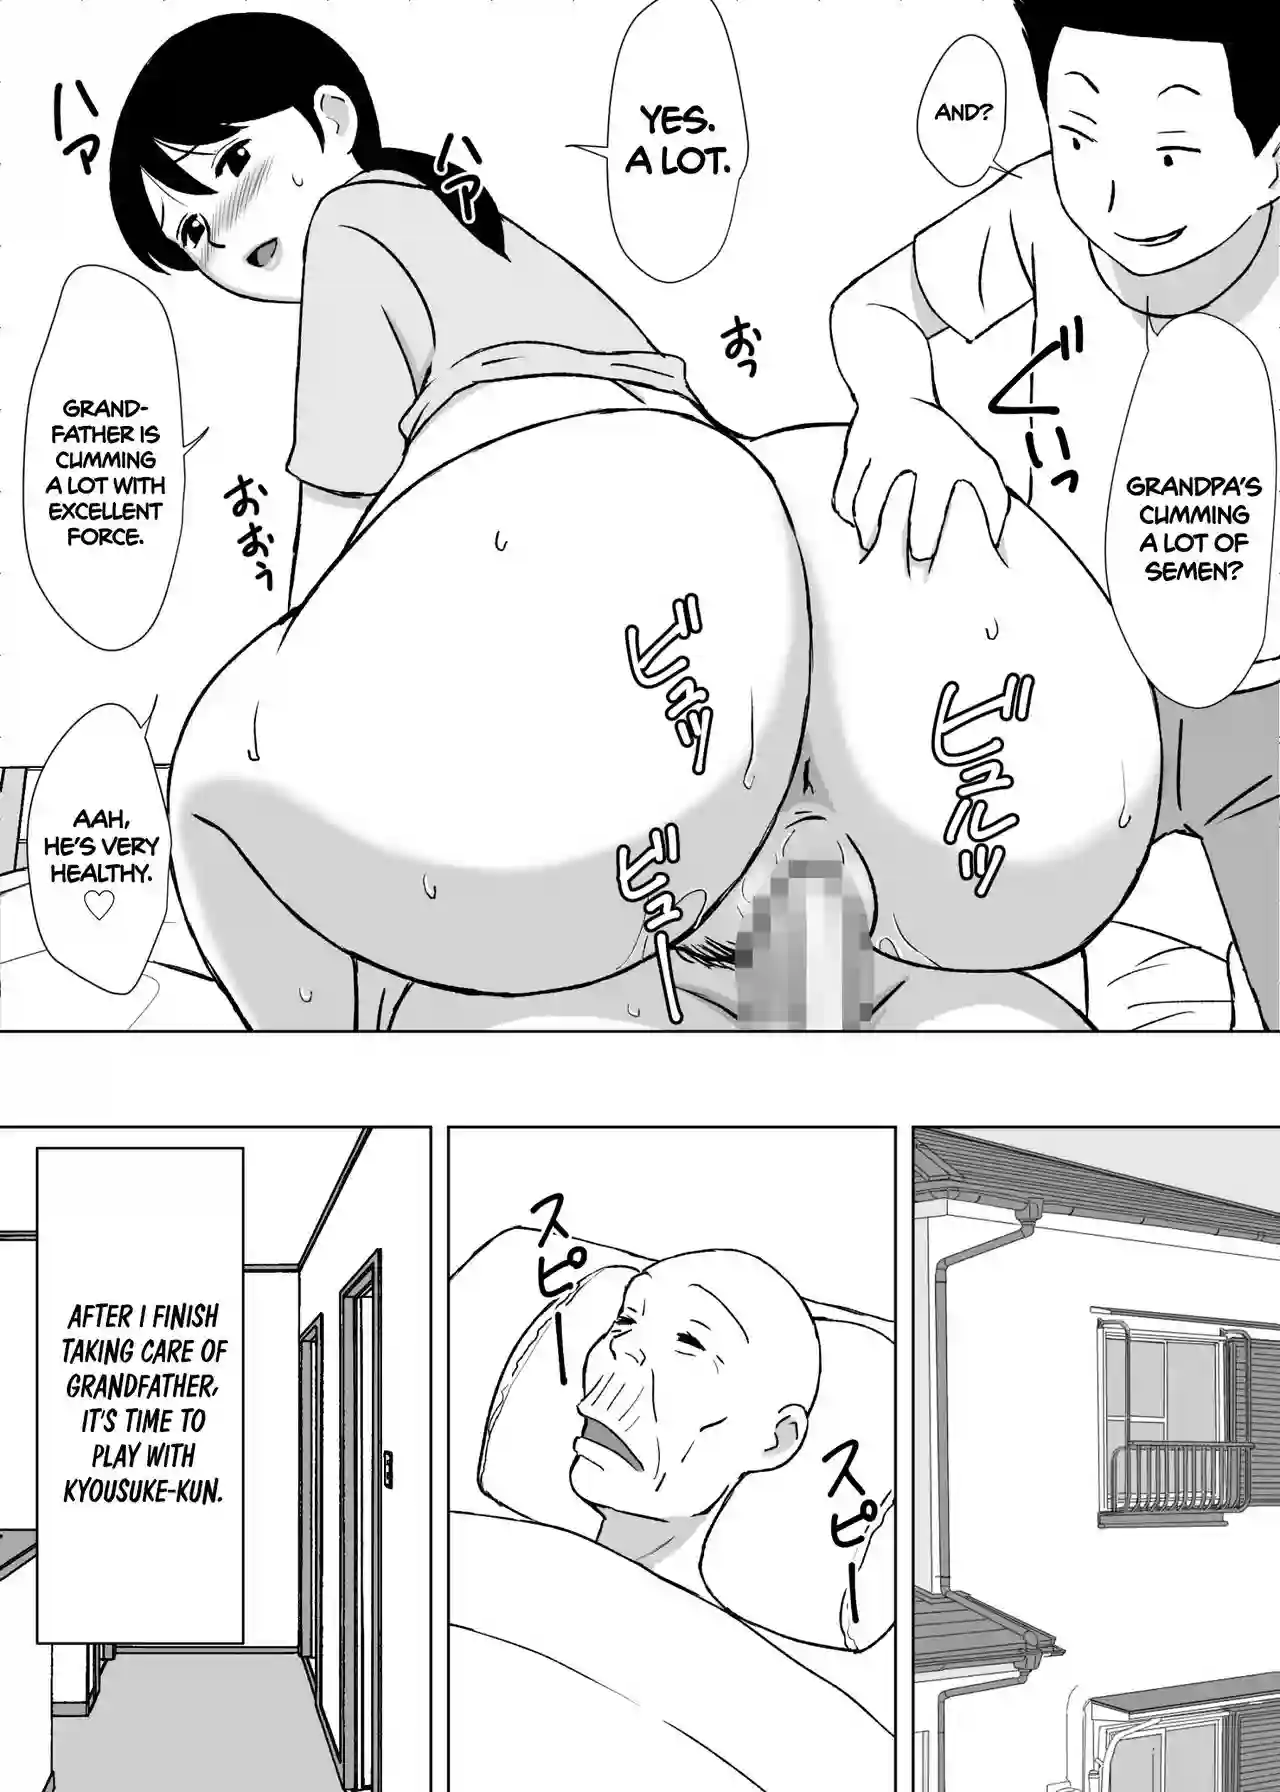 AND?
GRANDPA'S
CUMMING
A LOT OF
SEMEN?
YES.
A LOT.
GRAND-
FATHER IS
CUMMING
A LOT WITH
EXCELLENT
FORCE.
AAH,
HE'S VERY
HEALTHY.
♡
ハァ
ハァ
おっ
おおぅ
ぐいっ
ドビュッ
ドビュルッ
ドビュー
スピー
スピー
AFTER I FINISH
TAKING CARE OF
GRANDFATHER,
IT'S TIME TO
PLAY WITH
KYOUSUKE-KUN.